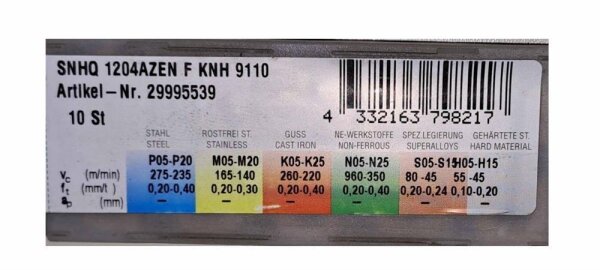 SNHQ 1204AZEN F KNH 9110
Artikel-Nr. 29995539
10 St
4 332163 798217
STAHL ROSTFREI ST. GUSS NE-WERKSTOFFE SPEZ.LEGIERUNG GEHÄRTETE ST.
STEEL STAINLESS CAST IRON NON-FERROUS SUPERALLOYS HARD MATERIAL
P05-P20 M05-M20 K05-K25 N05-N25 S05-S15 H05-H15
vc (m/min) 275-235 165-140 260-220 960-350 80 -45 55 -45
fz (mm/t) 0,20-0,40 0,20-0,30 0,20-0,40 0,20-0,40 0,20-0,24 0,10-0,20
ap (mm) – – – – – –